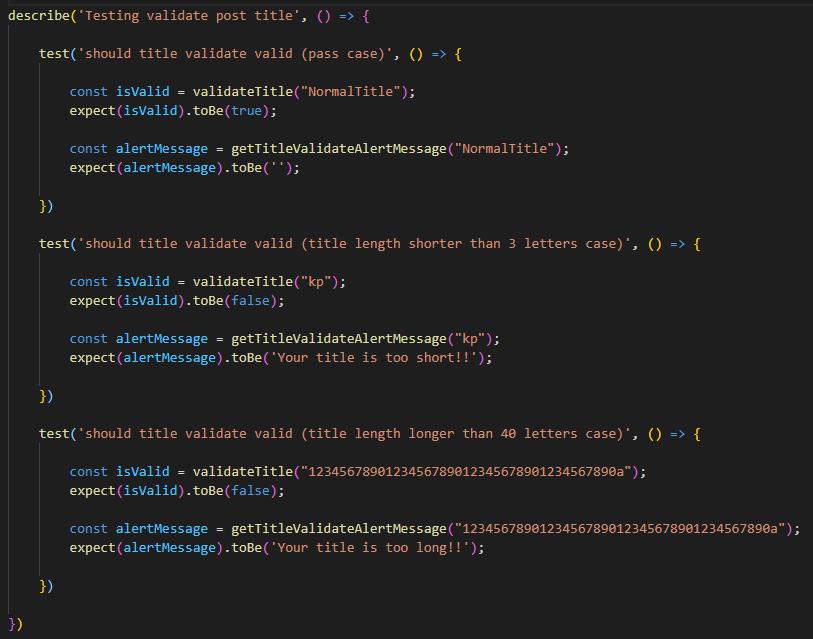 describe('Testing validate post title', () => {
test('should title validate valid (pass case)', () => {
const isValid = validateTitle("NormalTitle");
expect(isValid).toBe(true);
const alertMessage = getTitleValidateAlertMessage("NormalTitle");
expect(alertMessage).toBe('');
})
test('should title validate valid (title length shorter than 3 letters case)', () => {
const isValid = validateTitle("kp");
expect(isValid).toBe(false);
const alertMessage = getTitleValidateAlertMessage("kp");
expect(alertMessage).toBe('Your title is too short!!');
})
test('should title validate valid (title length longer than 40 letters case)', () => {
const isValid = validateTitle("1234567890123456789012345678901234567890a");
expect(isValid).toBe(false);
const alertMessage = getTitleValidateAlertMessage("1234567890123456789012345678901234567890a");
expect(alertMessage).toBe('Your title is too long!!');
})
})